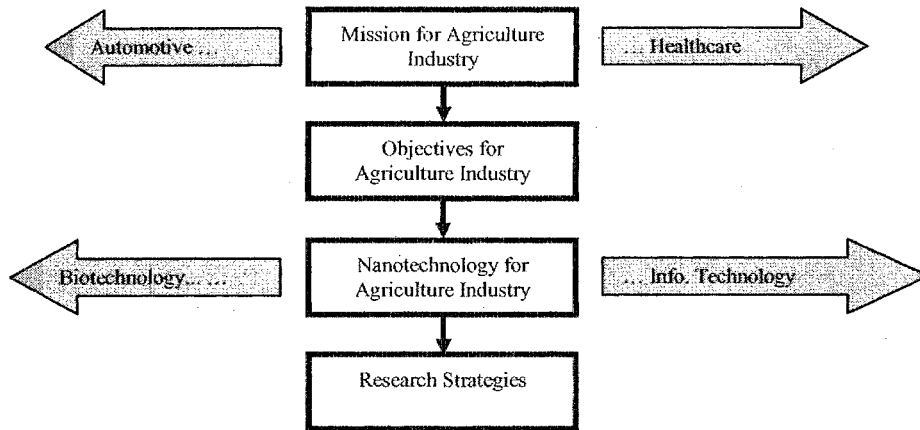 Automotive ...
Mission for Agriculture
Industry
... Healthcare
Objectives for
Agriculture Industry
Biotechnology... ...
Nanotechnology for
Agriculture Industry
... Info. Technology
Research Strategies